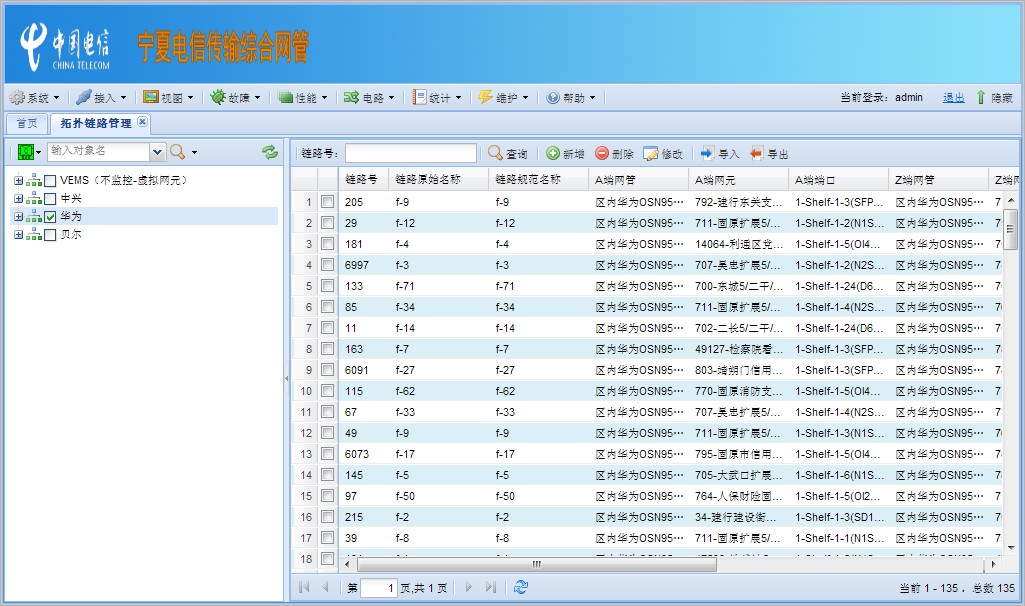 中国电信
CHINA TELECOM
宁夏电信传输综合网管
系统 接入 视图 故障 性能 电路 统计 维护 帮助 当前登录: admin 退出 隐藏
首页 拓扑链路管理
输入对象名
VEMS（不监控-虚拟网元）
中兴
华为
贝尔
链路号: 查询 新增 删除 修改 导入 导出
链路号 链路原始名称 链路规范名称 A端网管 A端网元 A端端口 Z端网管 Z端网
1 205 f-9 f-9 区内华为OSN95… 792-建行东关支... 1-Shelf-1-3(SFP... 区内华为OSN95… 7
2 29 f-12 f-12 区内华为OSN95… 711-固原扩展5/... 1-Shelf-1-2(N1S... 区内华为OSN95… 7
3 181 f-4 f-4 区内华为OSN95… 14064-利通区党... 1-Shelf-1-5(OI4... 区内华为OSN95… 7
4 6997 f-3 f-3 区内华为OSN95… 707-吴忠扩展5/... 1-Shelf-1-2(N2S... 区内华为OSN95… 7
5 133 f-71 f-71 区内华为OSN95… 700-东城5/二干/... 1-Shelf-1-24(D6... 区内华为OSN95… 7
6 85 f-34 f-34 区内华为OSN95… 711-固原扩展5/... 1-Shelf-1-4(N2S... 区内华为OSN95… 7
7 11 f-14 f-14 区内华为OSN95… 702-二长5/二干/... 1-Shelf-1-24(D6... 区内华为OSN95… 7
8 163 f-7 f-7 区内华为OSN95… 49127-检察院看... 1-Shelf-1-3(SFP... 区内华为OSN95… 7
9 6091 f-27 f-27 区内华为OSN95… 803-靖朔门信用... 1-Shelf-1-3(SFP... 区内华为OSN95… 7
10 115 f-62 f-62 区内华为OSN95… 770-固原消防支... 1-Shelf-1-5(OI4... 区内华为OSN95… 7
11 67 f-33 f-33 区内华为OSN95… 707-吴忠扩展5/... 1-Shelf-1-4(N2S... 区内华为OSN95… 7
12 49 f-9 f-9 区内华为OSN95… 711-固原扩展5/... 1-Shelf-1-3(N1S... 区内华为OSN95… 7
13 6073 f-17 f-17 区内华为OSN95… 795-固原市信用... 1-Shelf-1-5(OI4... 区内华为OSN95… 7
14 145 f-5 f-5 区内华为OSN95… 705-大武口扩展... 1-Shelf-1-6(N1S... 区内华为OSN95… 7
15 97 f-50 f-50 区内华为OSN95… 764-人保财险固... 1-Shelf-1-5(OI2... 区内华为OSN95… 7
16 215 f-2 f-2 区内华为OSN95… 34-建行建设街... 1-Shelf-1-3(SD1... 区内华为OSN95… 7
17 39 f-8 f-8 区内华为OSN95… 711-固原扩展5/... 1-Shelf-1-1(N1S... 区内华为OSN95… 7
18
第 1 页,共 1 页 当前 1 - 135 ，总数 135